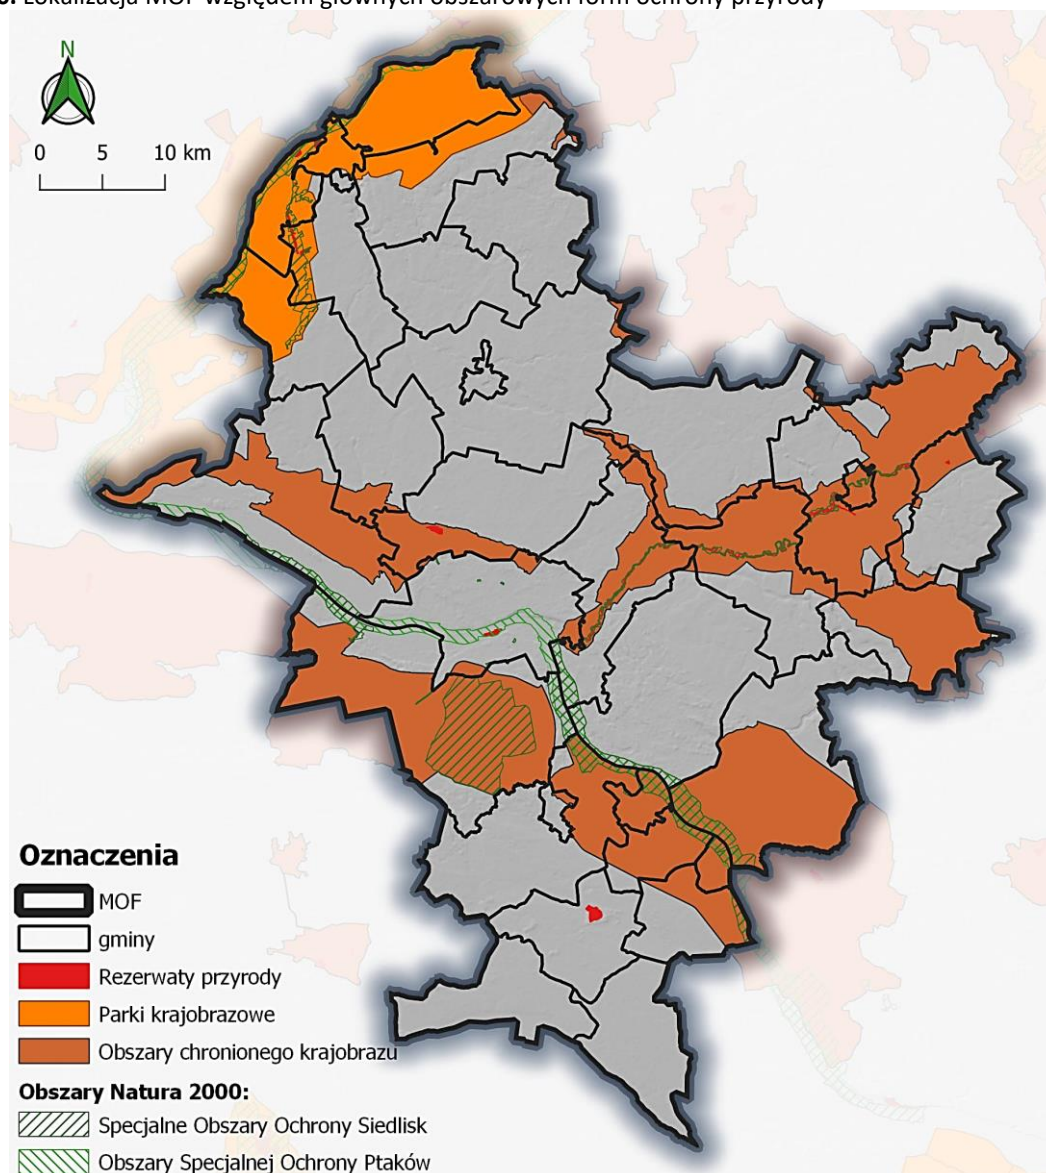 Lokalizacja MOF względem głównych obszarowych form ochrony przyrody
N
0 5 10 km
Oznaczenia
MOF
gminy
Rezerwaty przyrody
Parki krajobrazowe
Obszary chronionego krajobrazu
Obszary Natura 2000:
Specjalne Obszary Ochrony Siedlisk
Obszary Specjalnej Ochrony Ptaków